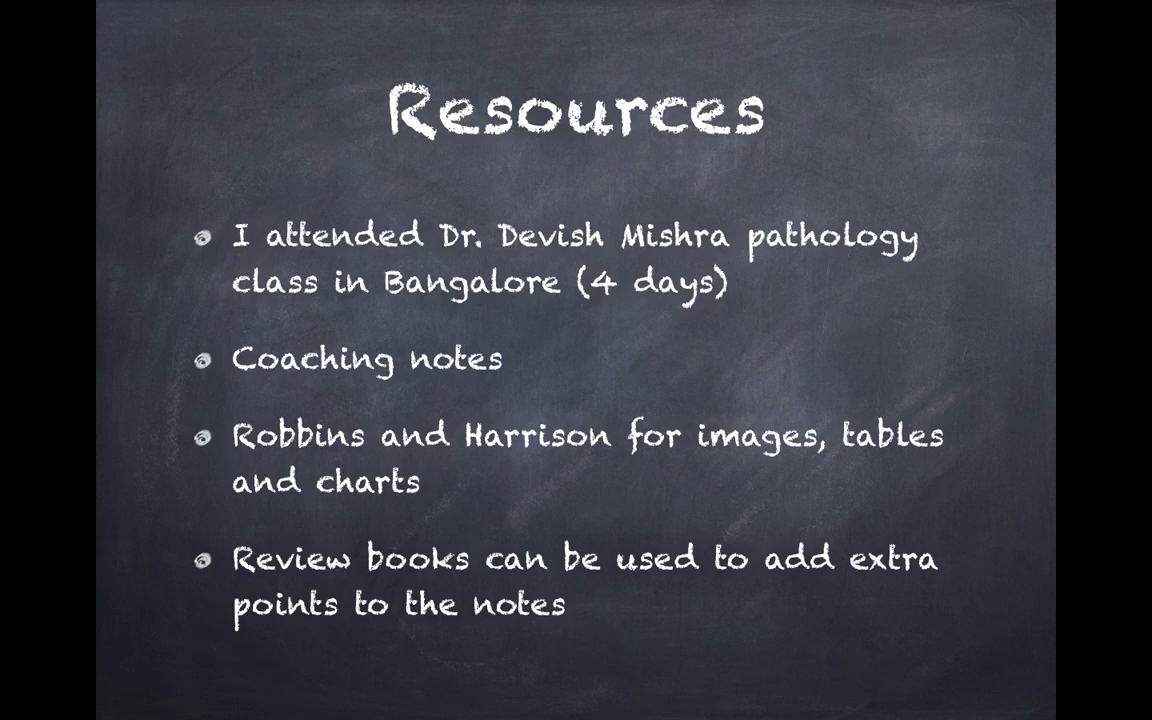 Resources
I attended Dr. Devish Mishra pathology
class in Bangalore (4 days)
Coaching notes
Robbins and Harrison for images, tables
and charts
Review books can be used to add extra
points to the notes